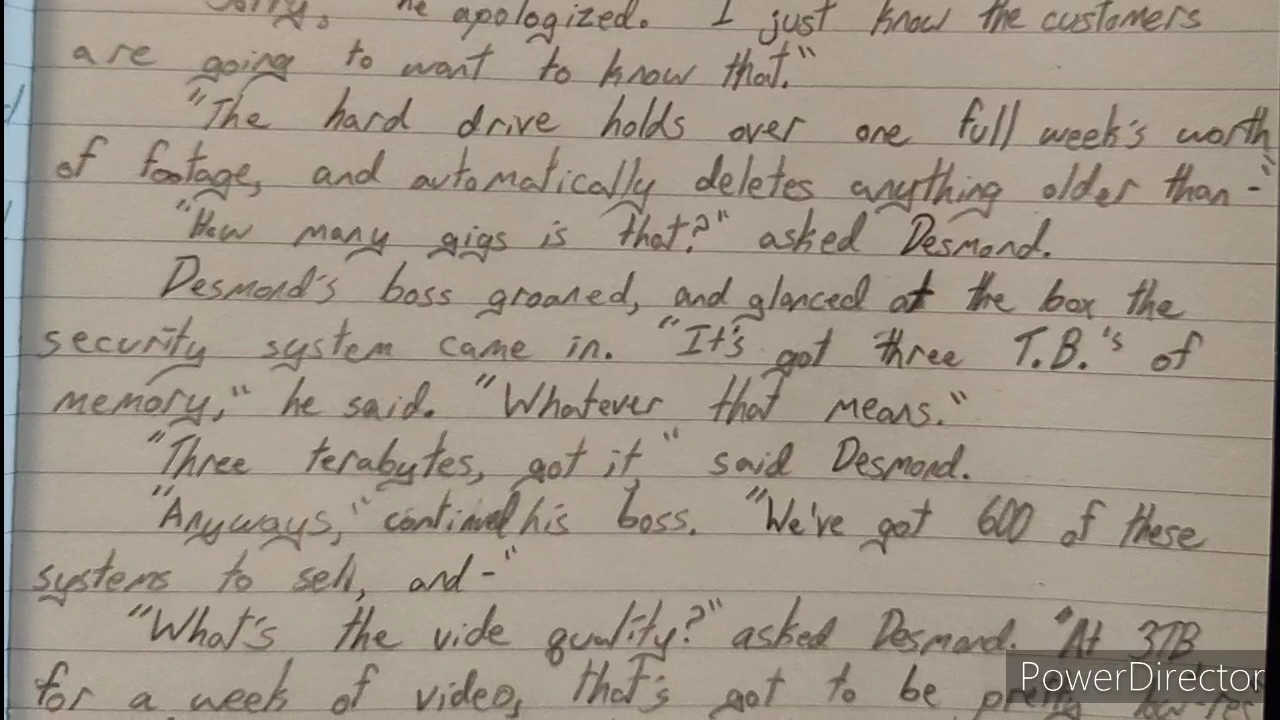 he apologized. I just know the customers
are going to want to know that."
"The hard drive holds over one full week's worth
of footage, and automatically deletes anything older than -"
"How many gigs is that?" asked Desmond.
Desmond's boss groaned, and glanced at the box the
security system came in. "It's got three T.B.'s of
memory," he said. "Whatever that means."
"Three terabytes, got it" said Desmond.
"Anyways," continued his boss. "We've got 600 of these
systems to sell, and -"
"What's the vide quality?" asked Desmond. "At 3TB
for a week of video, that's got to be pretty low-res
PowerDirector